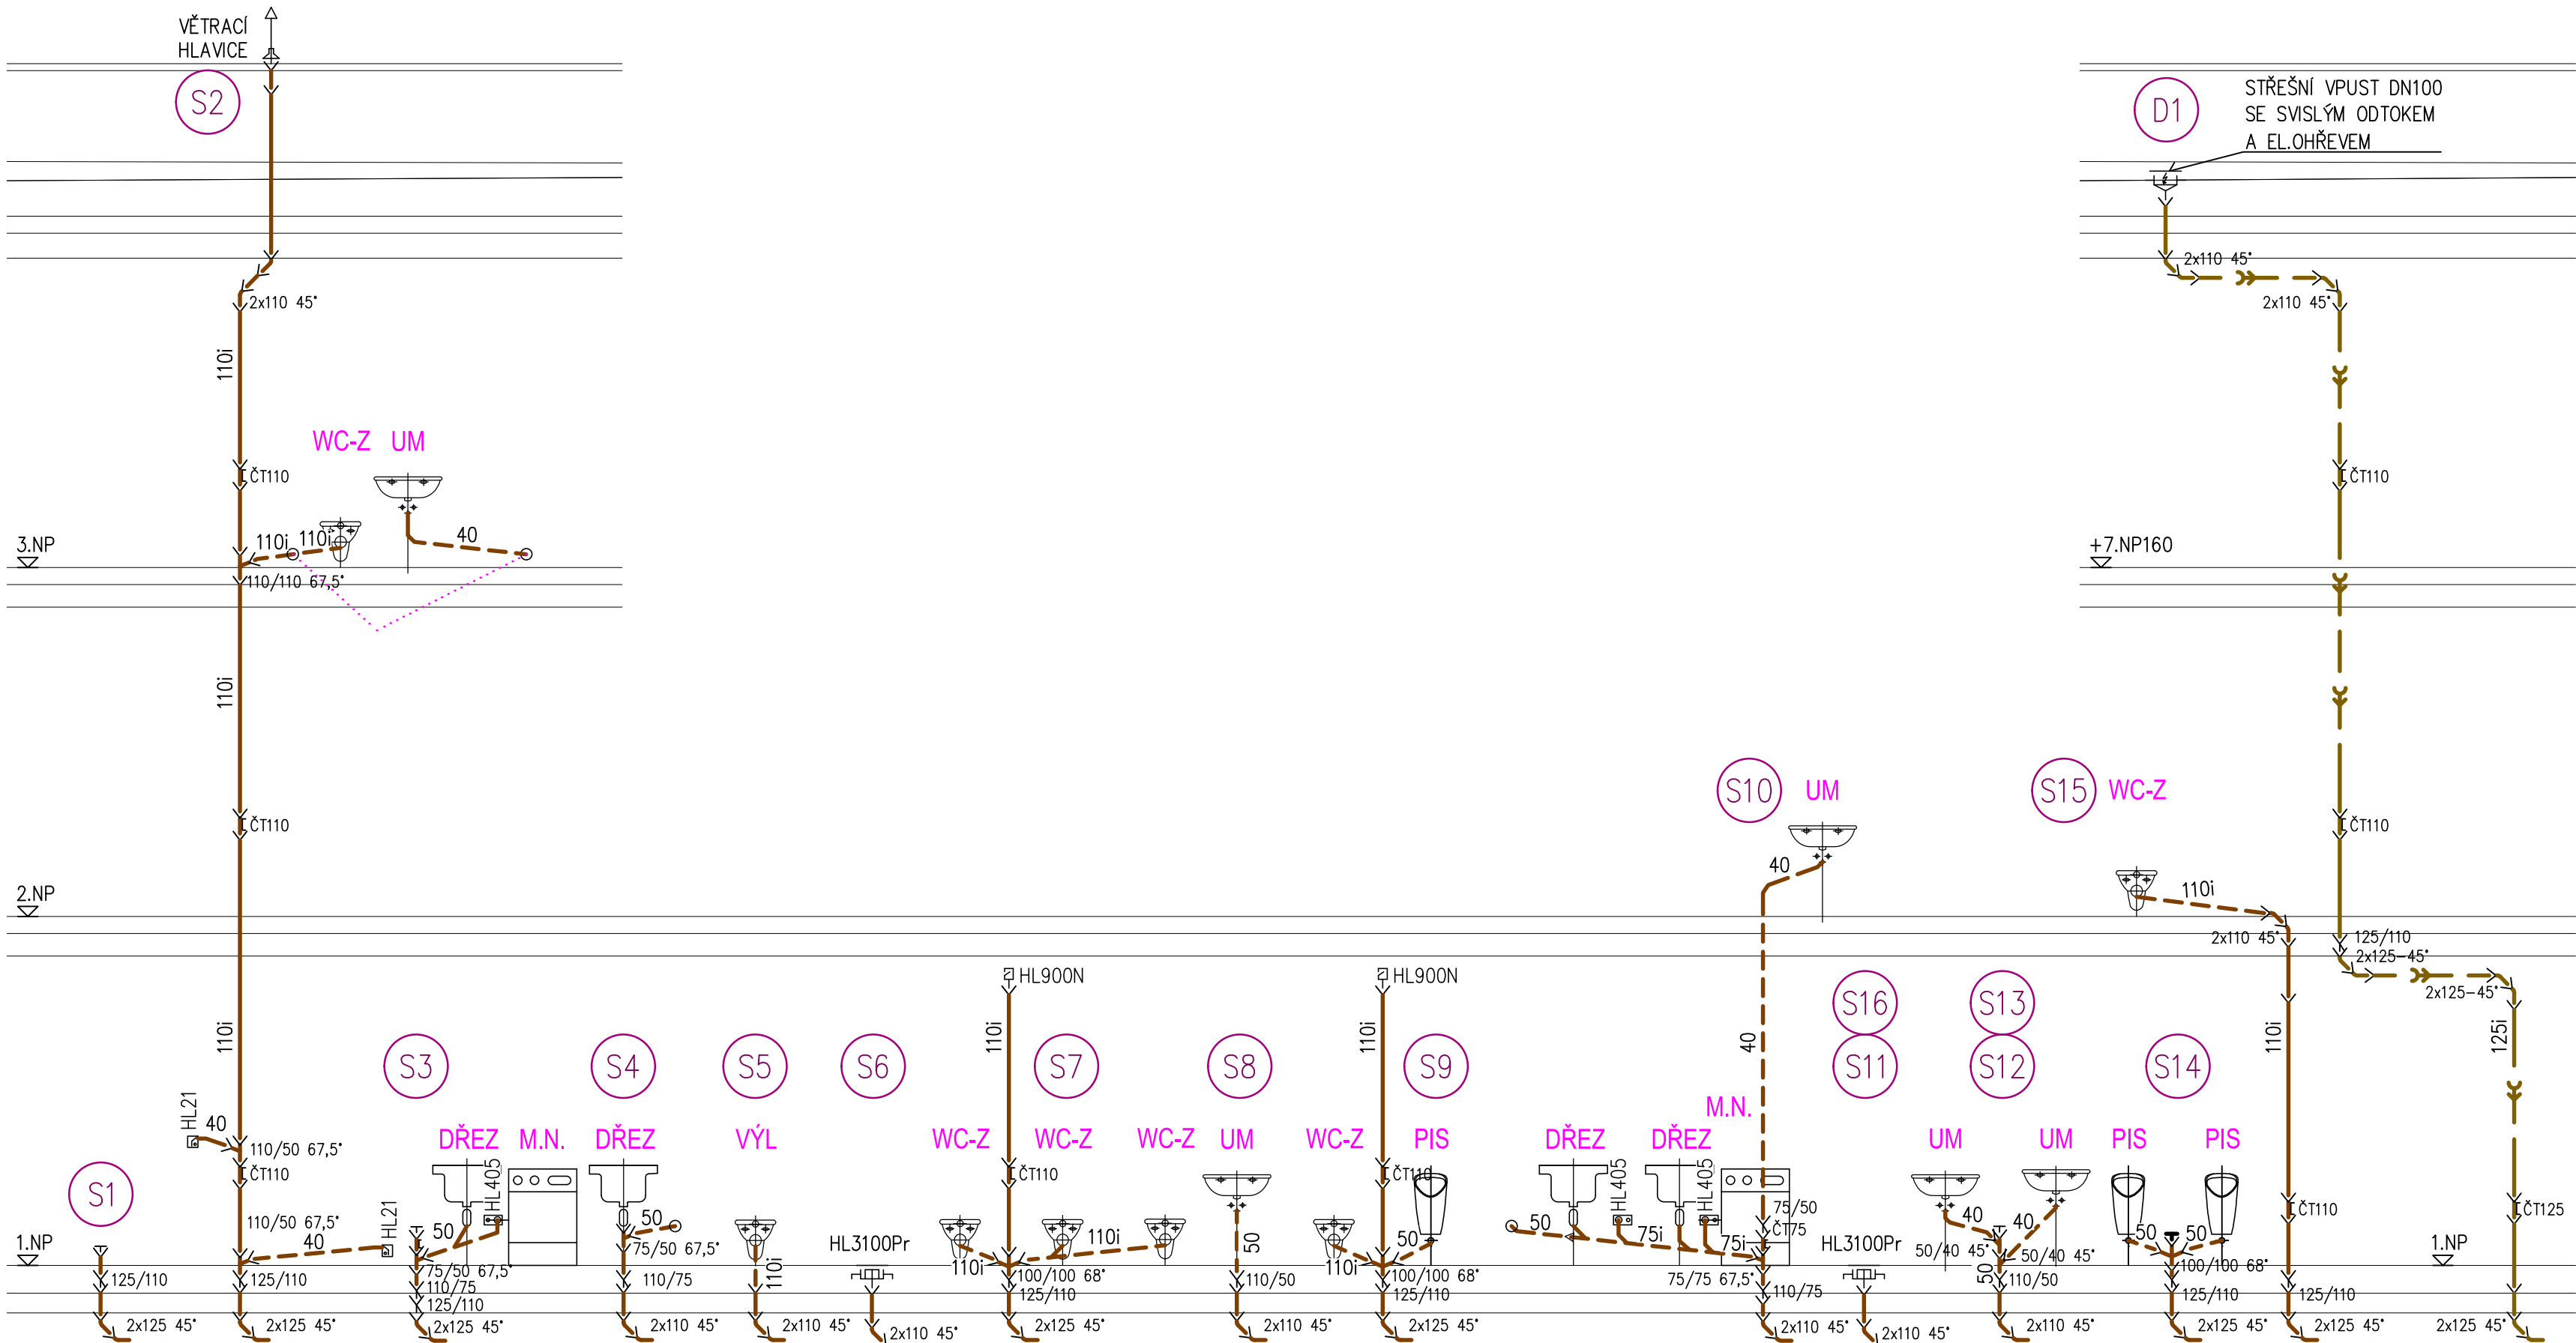 VĚTRACÍ
HLAVICE
S2
D1
STŘEŠNÍ VPUST DN100
SE SVISLÝM ODTOKEM
A EL.OHŘEVEM
2x110 45°
2x110 45°
2x110 45°
110i
WC-Z UM
ČT110
ČT110
110i 110i 40
3.NP
+7.NP160
110/110 67,5°
110i
S10 UM
S15 WC-Z
ČT110
ČT110
40
2.NP
110i
2x110 45°
125/110
2x125-45°
HL900N
HL900N
2x125-45°
S16
S13
110i
110i
110i
40
110i
125i
S3
S4
S5
S6
S7
S8
S9
S11
S12
S14
HL21
40
M.N.
110/50 67,5°
DŘEZ M.N. DŘEZ VÝL WC-Z WC-Z WC-Z UM WC-Z PIS DŘEZ DŘEZ UM UM PIS PIS
ČT110
ČT110
ČT110
HL405
HL405
HL405
S1
75/50
ČT75
ČT110
ČT125
110/50 67,5°
HL21
40
50
50
50
50
75i
75i
40
40
50
50
1.NP
75/50 67,5°
110i
HL3100Pr
110i
110i
50
110i
HL3100Pr
50/40 45°
50/40 45°
1.NP
125/110
125/110
75/50 67,5°
110/75
125/110
110/75
100/100 68°
125/110
110/50
100/100 68°
125/110
75/75 67,5°
110/75
50
110/50
100/100 68°
125/110
125/110
2x125 45°
2x125 45°
2x125 45°
2x110 45°
2x110 45°
2x110 45°
2x125 45°
2x110 45°
2x125 45°
2x110 45°
2x110 45°
2x110 45°
2x125 45°
2x125 45°
2x125 45°